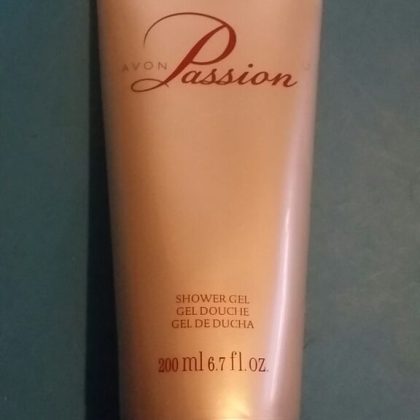 AVON
Passion
SHOWER GEL
GEL DOUCHE
GEL DE DUCHA
200 ml 6.7 fl.oz.